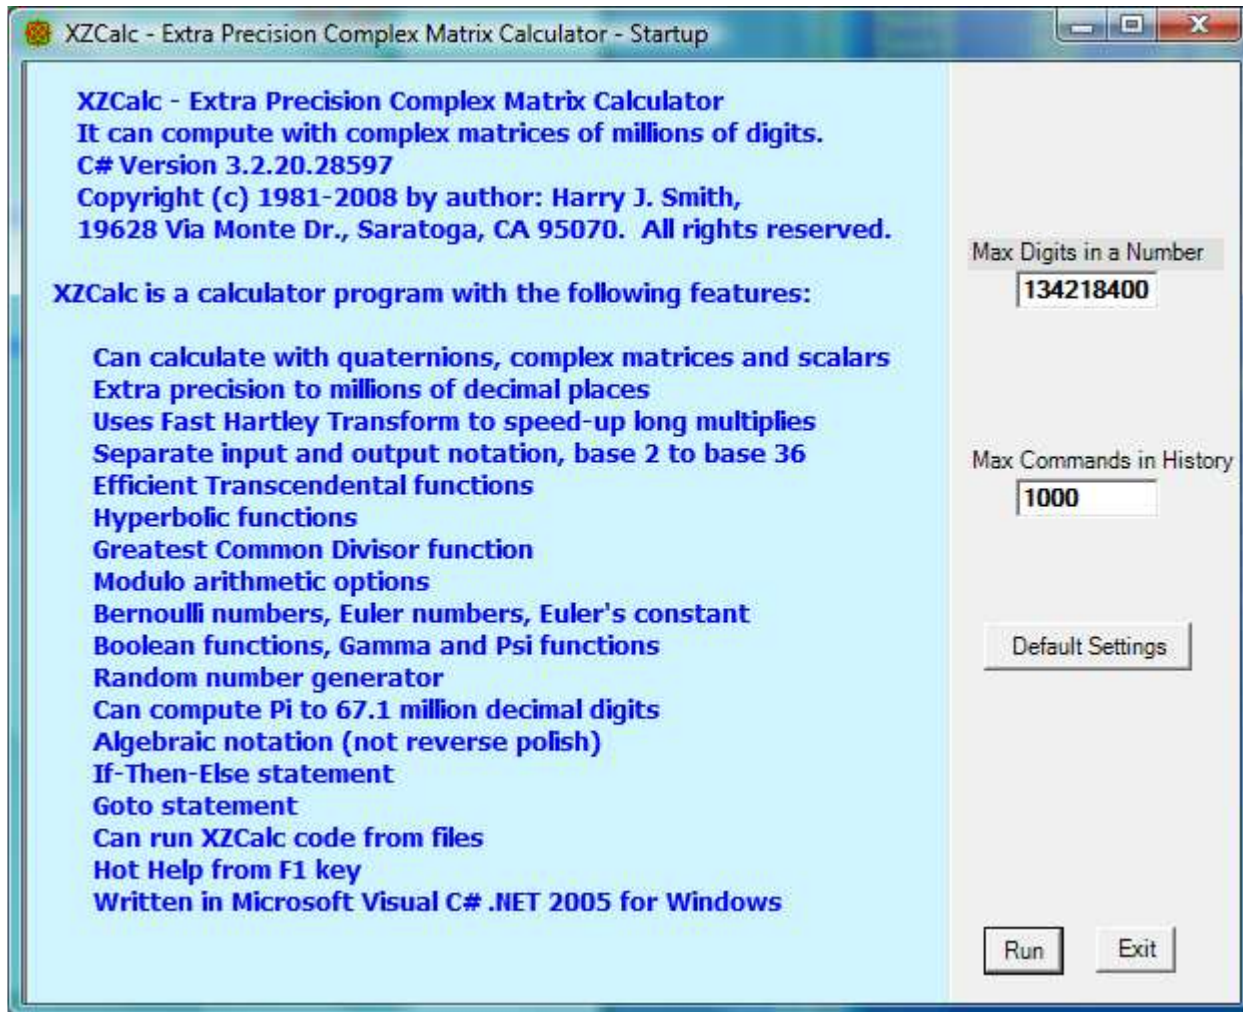 XZCalc - Extra Precision Complex Matrix Calculator - Startup
XZCalc - Extra Precision Complex Matrix Calculator
It can compute with complex matrices of millions of digits.
C# Version 3.2.20.28597
Copyright (c) 1981-2008 by author: Harry J. Smith,
19628 Via Monte Dr., Saratoga, CA 95070. All rights reserved.
XZCalc is a calculator program with the following features:
Can calculate with quaternions, complex matrices and scalars
Extra precision to millions of decimal places
Uses Fast Hartley Transform to speed-up long multiplies
Separate input and output notation, base 2 to base 36
Efficient Transcendental functions
Hyperbolic functions
Greatest Common Divisor function
Modulo arithmetic options
Bernoulli numbers, Euler numbers, Euler's constant
Boolean functions, Gamma and Psi functions
Random number generator
Can compute Pi to 67.1 million decimal digits
Algebraic notation (not reverse polish)
If-Then-Else statement
Goto statement
Can run XZCalc code from files
Hot Help from F1 key
Written in Microsoft Visual C# .NET 2005 for Windows
Max Digits in a Number
134218400
Max Commands in History
1000
Default Settings
Run
Exit